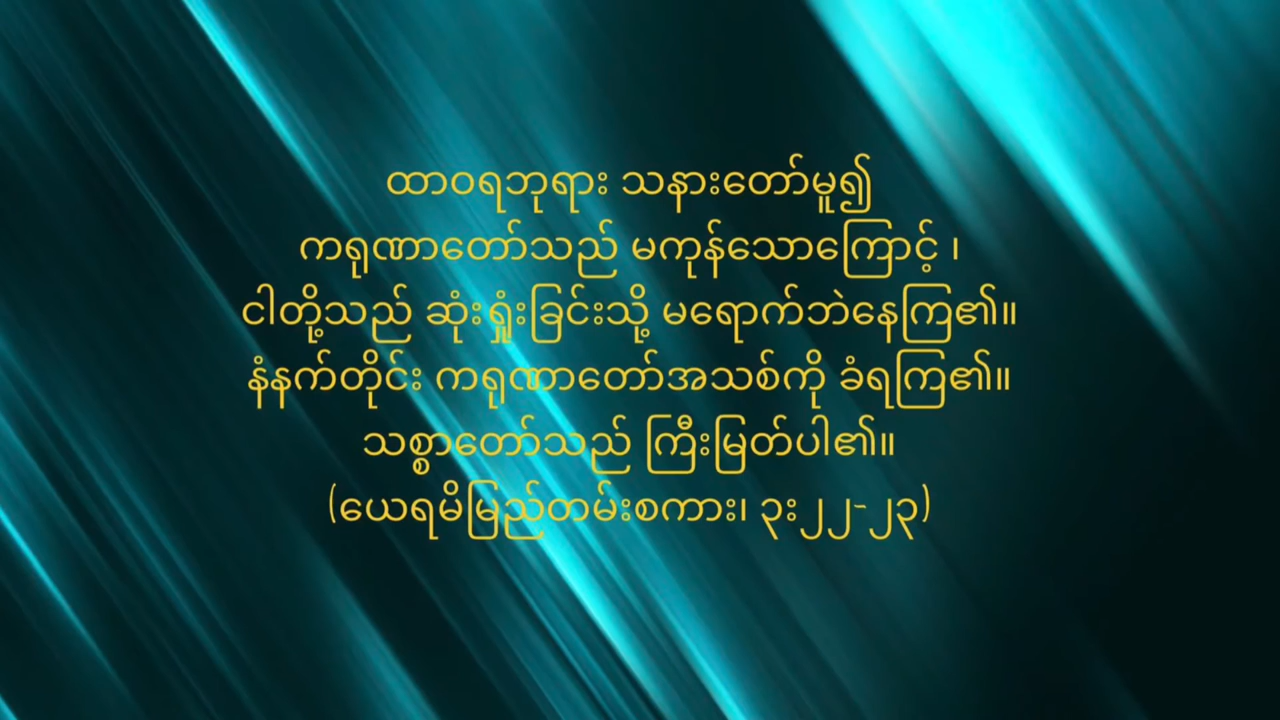 ထာဝရဘုရား သနားတော်မူ၍
ကရုဏာတော်သည် မကုန်သောကြောင့် ၊
ငါတို့သည် ဆုံးရှုံးခြင်းသို့ မရောက်ဘဲနေကြ၏။
နံနက်တိုင်း ကရုဏာတော်အသစ်ကို ခံရကြ၏။
သစ္စာတော်သည် ကြီးမြတ်ပါ၏။
(ယေရမိမြည်တမ်းစကား၊ ၃း၂၂-၂၃)